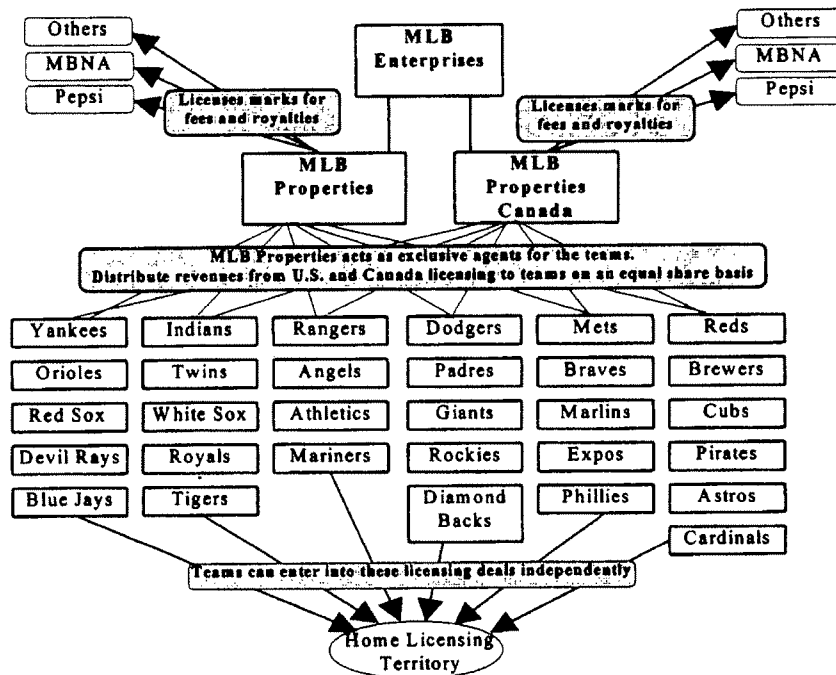 Others
MBNA
Pepsi
Licenses marks for
fees and royalties
MLB
Enterprises
Others
MBNA
Pepsi
Licenses marks for
fees and royalties
MLB
Properties
MLB
Properties
Canada
MLB Properties acts as exclusive agents for the teams.
Distribute revenues from U.S. and Canada licensing to teams on an equal share basis
Yankees
Indians
Rangers
Dodgers
Mets
Reds
Orioles
Twins
Angels
Padres
Braves
Brewers
Red Sox
White Sox
Athletics
Giants
Marlins
Cubs
Devil Rays
Royals
Mariners
Rockies
Expos
Pirates
Blue Jays
Tigers
Diamond
Backs
Phillies
Astros
Cardinals
Teams can enter into these licensing deals independently
Home Licensing
Territory